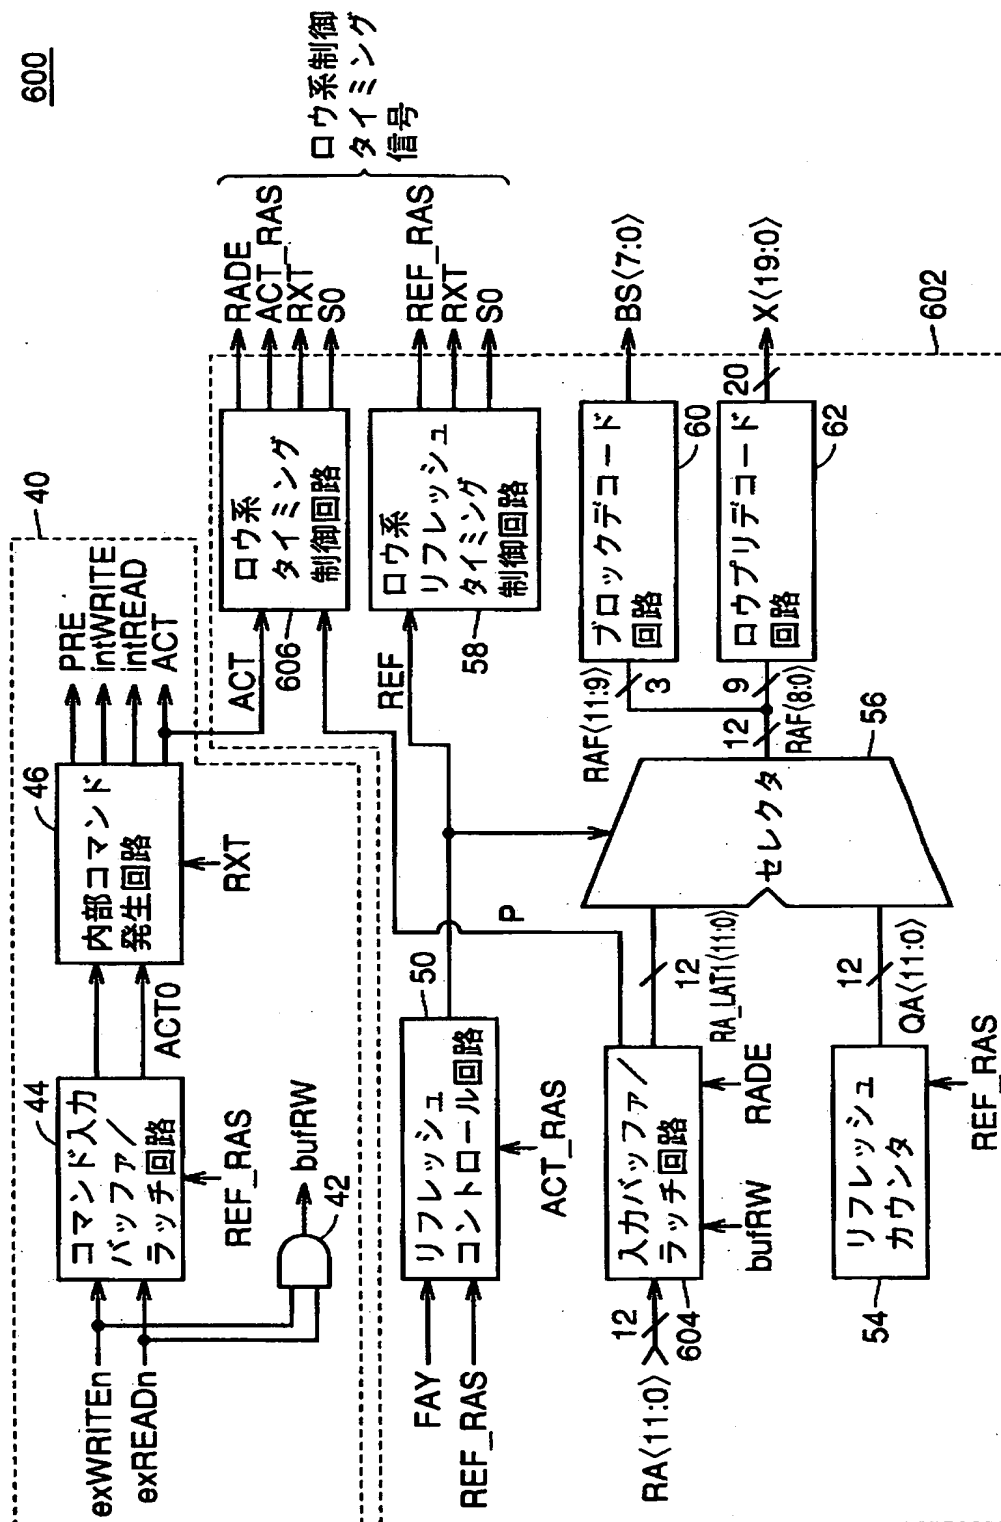 600
40
exWRITEn
exREADn
44
コマンド入力
バッファ/
ラッチ回路
REF_RAS
ACT0
46
内部コマンド
発生回路
RXT
PRE
intWRITE
intREAD
ACT
bufRW
42
ACT
606
ロウ系
タイミング
制御回路
RADE
ACT_RAS
RXT
S0
ロウ系制御
タイミング
信号
FAY
REF_RAS
50
リフレッシュ
コントロール回路
ACT_RAS
REF
58
ロウ系
リフレッシュ
タイミング
制御回路
REF_RAS
RXT
S0
P
RA⟨11:0⟩
12
604
入力バッファ/
ラッチ回路
bufRW
RADE
12
RA_LAT1⟨11:0⟩
54
リフレッシュ
カウンタ
REF_RAS
12
QA⟨11:0⟩
セレクタ
56
12
RAF⟨11:9⟩
3
9
RAF⟨8:0⟩
ブロックデコード
回路
60
BS⟨7:0⟩
ロウプリデコード
回路
62
20
X⟨19:0⟩
602